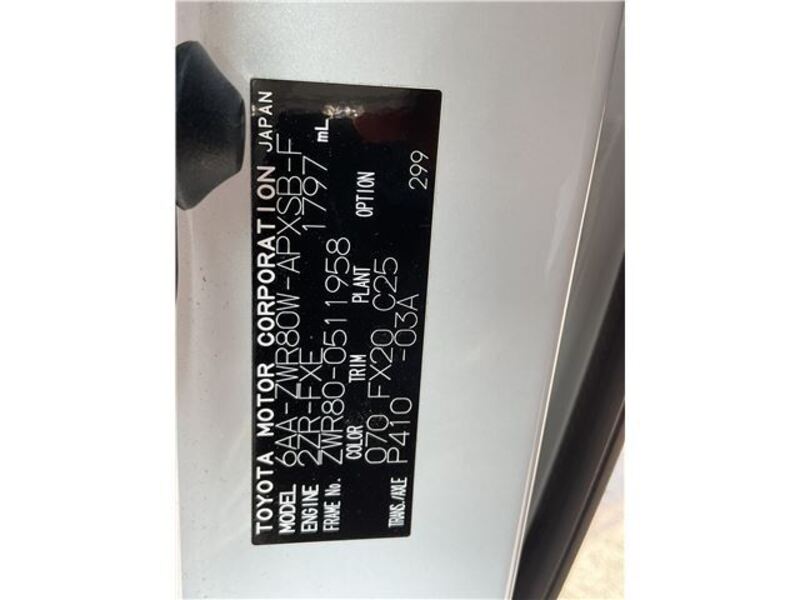 TOYOTA MOTOR CORPORATION JAPAN
MODEL 6AA-ZWR80W-APXSB-F
ENGINE 2ZR-FXE 1797 mL
FRAME No. ZWR80-0511958
COLOR TRIM PLANT OPTION
070 FX20 C25 299
TRANS./AXLE P410 -03A